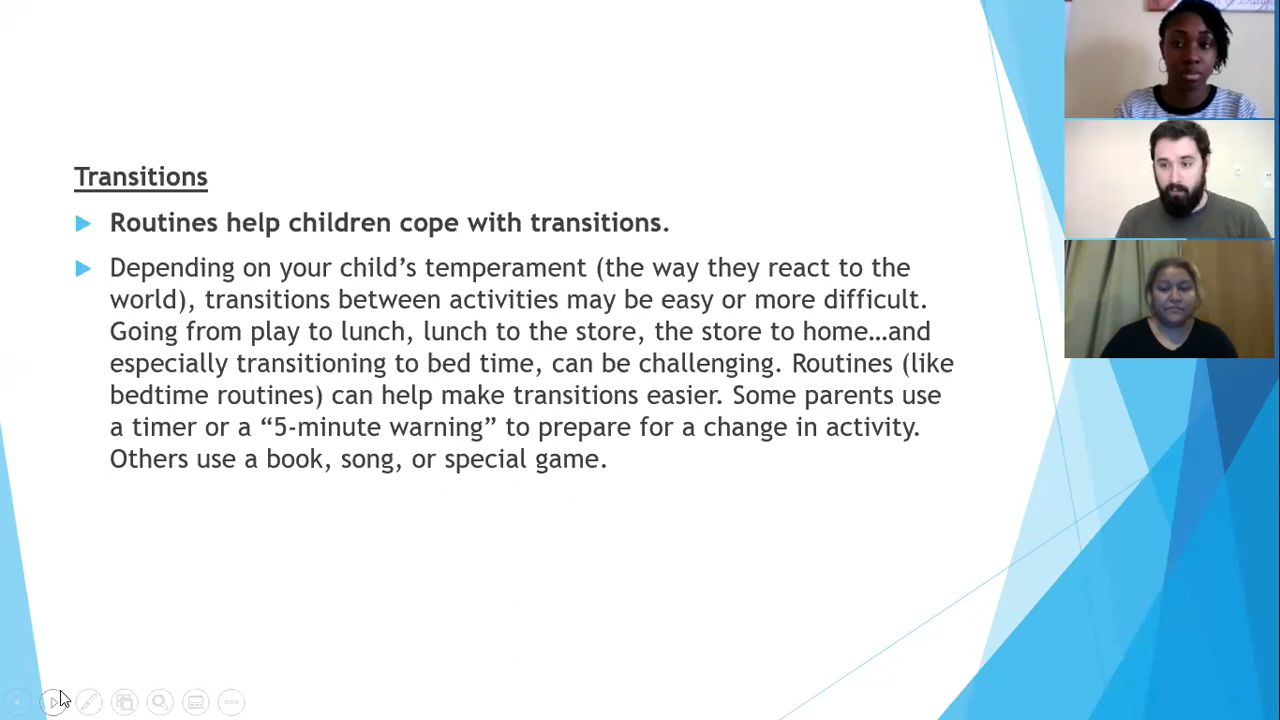 Transitions
Routines help children cope with transitions.
Depending on your child’s temperament (the way they react to the
world), transitions between activities may be easy or more difficult.
Going from play to lunch, lunch to the store, the store to home…and
especially transitioning to bed time, can be challenging. Routines (like
bedtime routines) can help make transitions easier. Some parents use
a timer or a “5-minute warning” to prepare for a change in activity.
Others use a book, song, or special game.